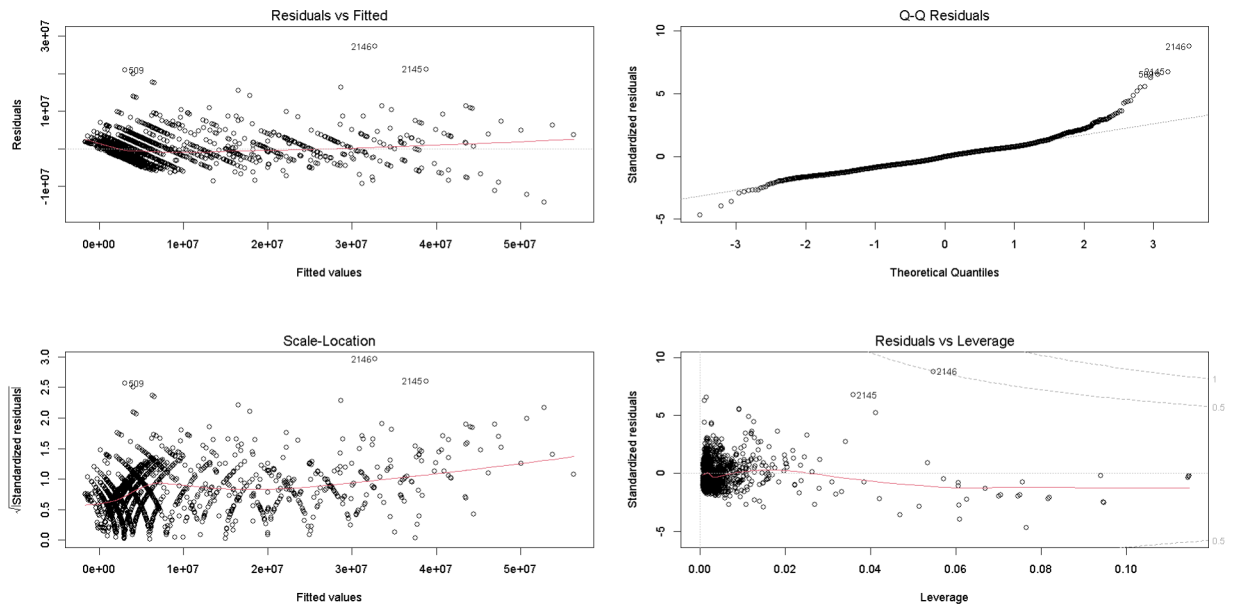 Residuals vs Fitted
Residuals
3e+07
1e+07
-1e+07
2146
509
2145
0e+00 1e+07 2e+07 3e+07 4e+07 5e+07
Fitted values
Q-Q Residuals
Standardized residuals
10
5
0
-5
2146
2145
509
-3 -2 -1 0 1 2 3
Theoretical Quantiles
Scale-Location
√|Standardized residuals|
3.0
2.5
2.0
1.5
1.0
0.5
0.0
2146
509
2145
0e+00 1e+07 2e+07 3e+07 4e+07 5e+07
Fitted values
Residuals vs Leverage
Standardized residuals
10
5
0
-5
2146
2145
1
0.5
0.5
0.00 0.02 0.04 0.06 0.08 0.10
Leverage